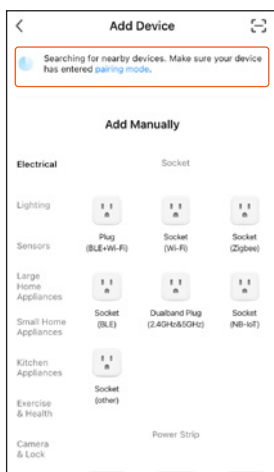 Add Device
Searching for nearby devices. Make sure your device
has entered pairing mode.
Add Manually
Electrical
Socket
Lighting
Plug
(BLE+Wi-Fi)
Socket
(Wi-Fi)
Socket
(Zigbee)
Sensors
Large
Home
Appliances
Socket
(BLE)
Dualband Plug
(2.4GHz&5GHz)
Socket
(NB-IoT)
Small Home
Appliances
Kitchen
Appliances
Socket
(other)
Exercise
& Health
Power Strip
Camera
& Lock